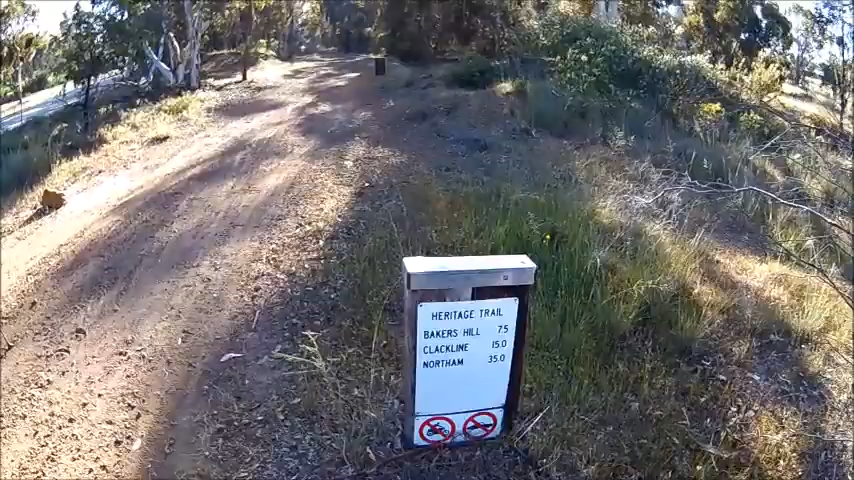 HERITAGE TRAIL
BAKERS HILL 7.5
CLACKLINE 15.0
NORTHAM 35.0